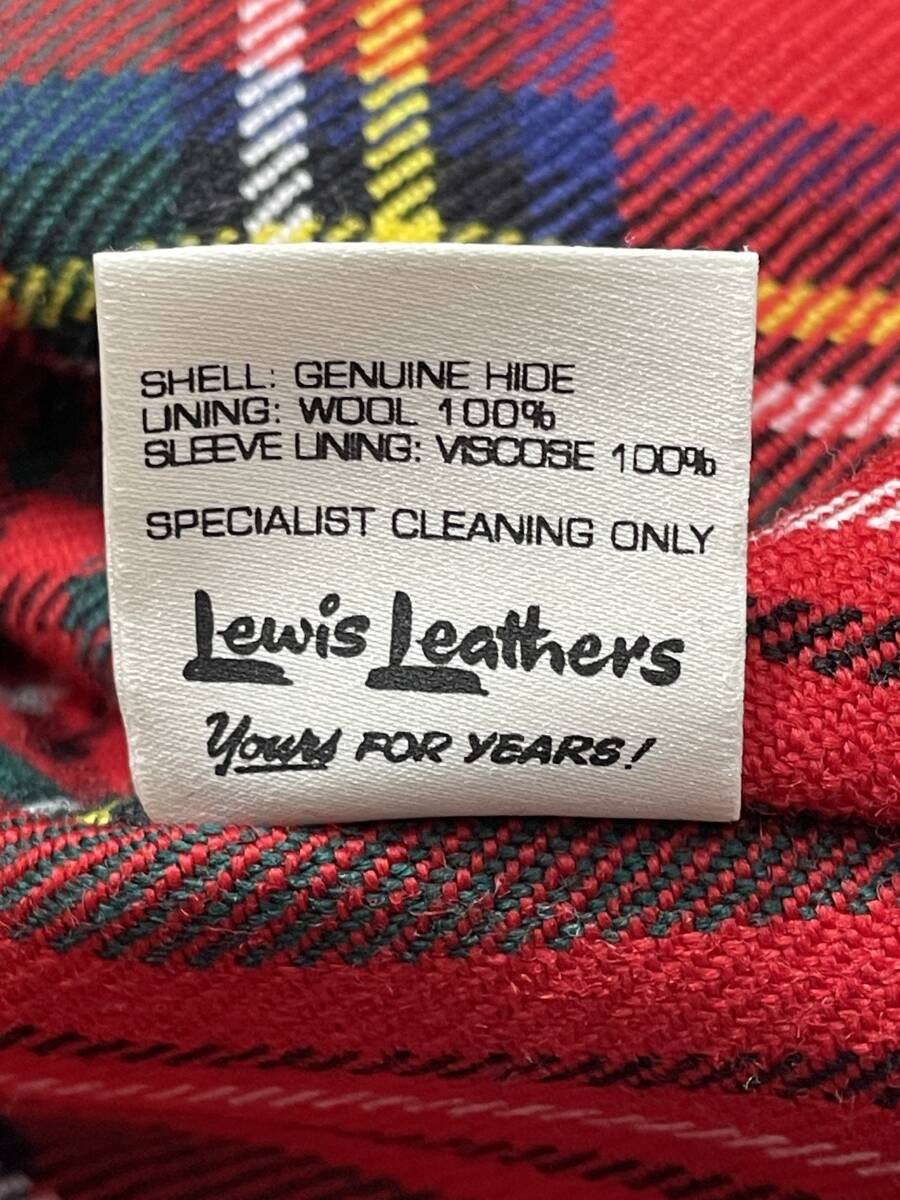 SHELL: GENUINE HIDE
LINING: WOOL 100%
SLEEVE LINING: VISCOSE 100%
SPECIALIST CLEANING ONLY
Lewis Leathers
Yours FOR YEARS!